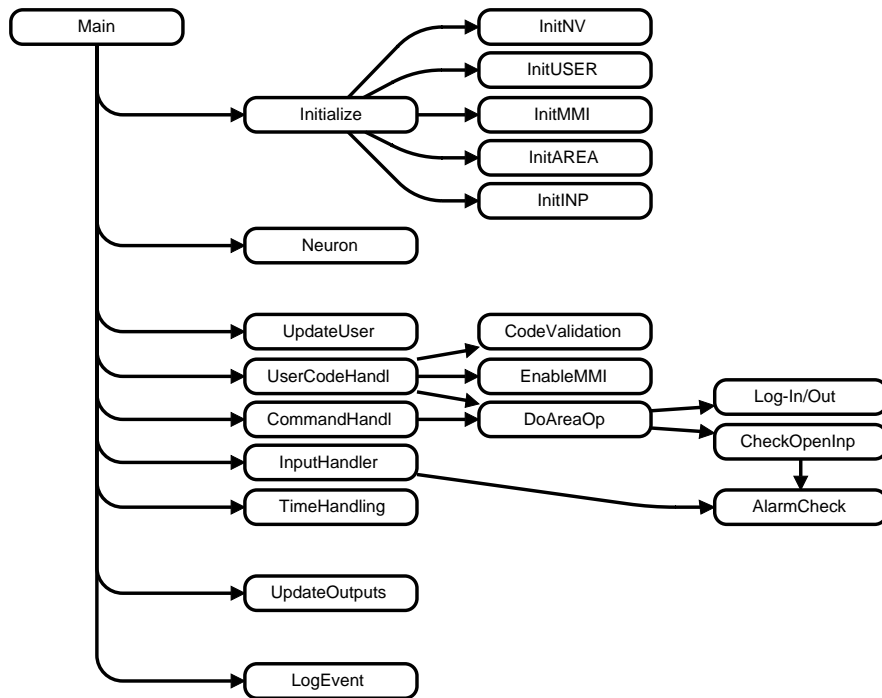 Main
InitNV
InitUSER
Initialize
InitMMI
InitAREA
InitINP
Neuron
UpdateUser
CodeValidation
UserCodeHandl
EnableMMI
Log-In/Out
CommandHandl
DoAreaOp
CheckOpenInp
InputHandler
TimeHandling
AlarmCheck
UpdateOutputs
LogEvent